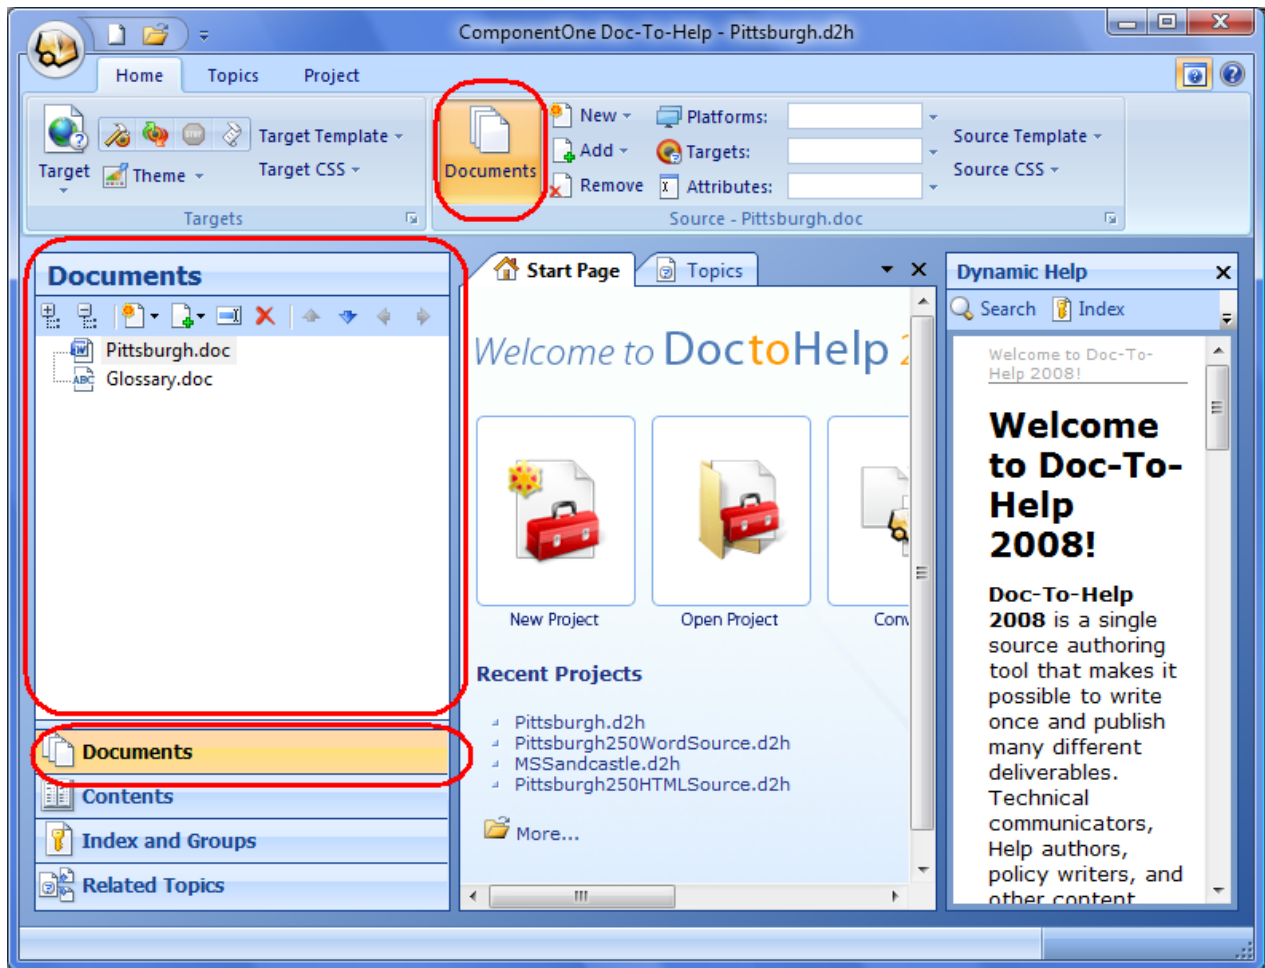 ComponentOne Doc-To-Help - Pittsburgh.d2h
Home Topics Project
Target
Theme
Target Template
Target CSS
Targets
Documents
New
Add
Remove
Platforms:
Targets:
Attributes:
Source Template
Source CSS
Source - Pittsburgh.doc
Documents
Pittsburgh.doc
ABC
Glossary.doc
Documents
Contents
Index and Groups
Related Topics
Start Page
Topics
Welcome to DoctoHelp 2
New Project
Open Project
Conv
Recent Projects
Pittsburgh.d2h
Pittsburgh250WordSource.d2h
MSSandcastle.d2h
Pittsburgh250HTMLSource.d2h
More...
Dynamic Help
Search Index
Welcome to Doc-To-
Help 2008!
Welcome
to Doc-To-
Help
2008!
Doc-To-Help
2008 is a single
source authoring
tool that makes it
possible to write
once and publish
many different
deliverables.
Technical
communicators,
Help authors,
policy writers, and
other content